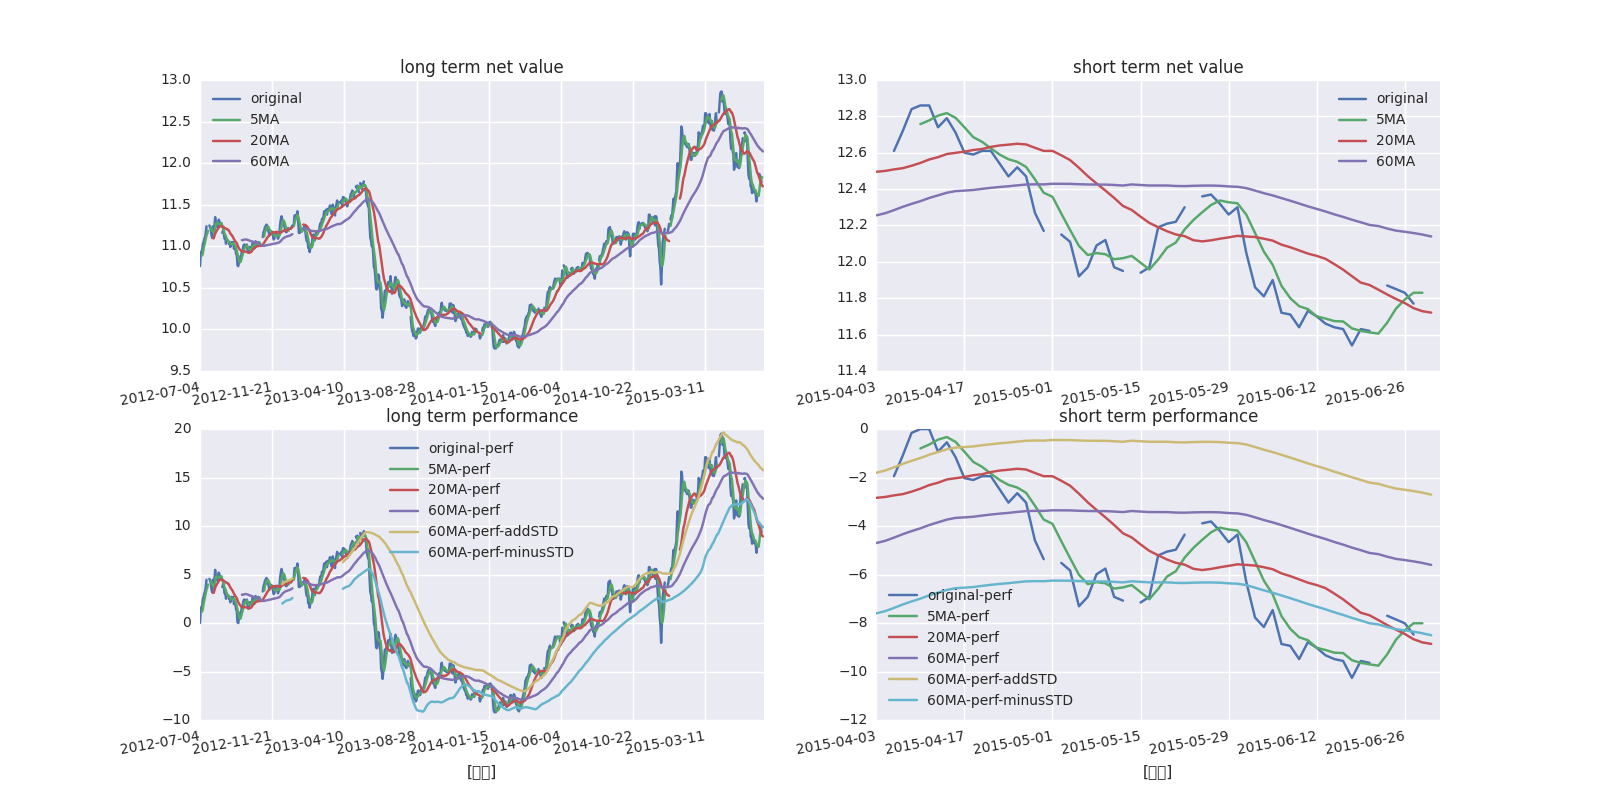 long term net value
13.0
12.5
12.0
11.5
11.0
10.5
10.0
9.5
original
5MA
20MA
60MA
2012-07-04
2012-11-21
2013-04-10
2013-08-28
2014-01-15
2014-06-04
2014-10-22
2015-03-11
short term net value
13.0
12.8
12.6
12.4
12.2
12.0
11.8
11.6
11.4
original
5MA
20MA
60MA
2015-04-03
2015-04-17
2015-05-01
2015-05-15
2015-05-29
2015-06-12
2015-06-26
long term performance
20
15
10
5
0
−5
−10
original-perf
5MA-perf
20MA-perf
60MA-perf
60MA-perf-addSTD
60MA-perf-minusSTD
2012-07-04
2012-11-21
2013-04-10
2013-08-28
2014-01-15
2014-06-04
2014-10-22
2015-03-11
short term performance
0
−2
−4
−6
−8
−10
−12
original-perf
5MA-perf
20MA-perf
60MA-perf
60MA-perf-addSTD
60MA-perf-minusSTD
2015-04-03
2015-04-17
2015-05-01
2015-05-15
2015-05-29
2015-06-12
2015-06-26